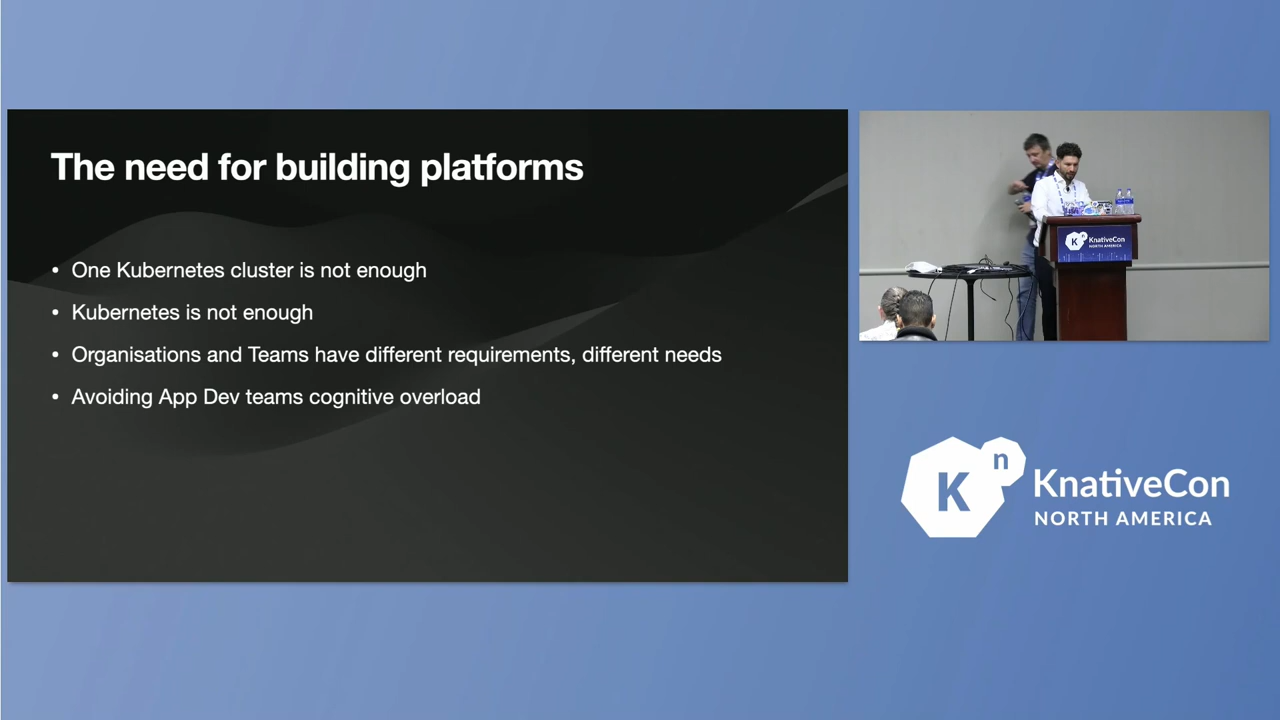 The need for building platforms
• One Kubernetes cluster is not enough
• Kubernetes is not enough
• Organisations and Teams have different requirements, different needs
• Avoiding App Dev teams cognitive overload
K n
KnativeCon
NORTH AMERICA
K n
KnativeCon
NORTH AMERICA